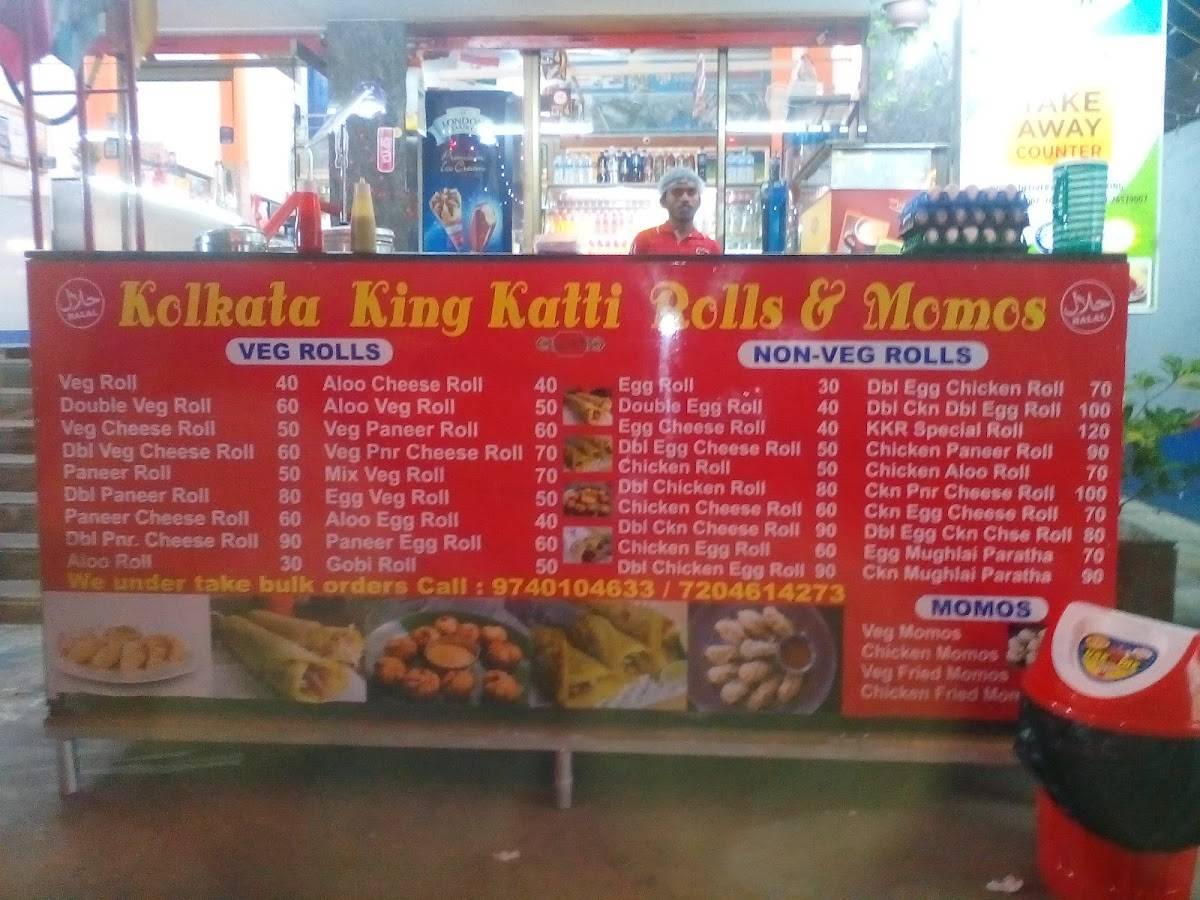 LONDON
DAIRY
TAKE
AWAY
COUNTER
حلال
HALAL
Kolkata King Katti Rolls & Momos
حلال
HALAL
VEG ROLLS
Veg Roll 40
Double Veg Roll 60
Veg Cheese Roll 50
Dbl Veg Cheese Roll 60
Paneer Roll 50
Dbl Paneer Roll 80
Paneer Cheese Roll 60
Dbl Pnr. Cheese Roll 90
Aloo Roll 30
Aloo Cheese Roll 40
Aloo Veg Roll 50
Veg Paneer Roll 60
Veg Pnr Cheese Roll 70
Mix Veg Roll 70
Egg Veg Roll 50
Aloo Egg Roll 40
Paneer Egg Roll 60
Gobi Roll 50
NON-VEG ROLLS
Egg Roll 30
Double Egg Roll 40
Egg Cheese Roll 40
Dbl Egg Cheese Roll 50
Chicken Roll 50
Dbl Chicken Roll 80
Chicken Cheese Roll 60
Dbl Ckn Cheese Roll 90
Chicken Egg Roll 60
Dbl Chicken Egg Roll 90
Dbl Egg Chicken Roll 70
Dbl Ckn Dbl Egg Roll 100
KKR Special Roll 120
Chicken Paneer Roll 90
Chicken Aloo Roll 70
Ckn Pnr Cheese Roll 100
Ckn Egg Cheese Roll 70
Dbl Egg Ckn Chse Roll 80
Egg Mughlai Paratha 70
Ckn Mughlai Paratha 90
We under take bulk orders Call : 9740104633 / 7204614273
MOMOS
Veg Momos
Chicken Momos
Veg Fried Momos
Chicken Fried Mom